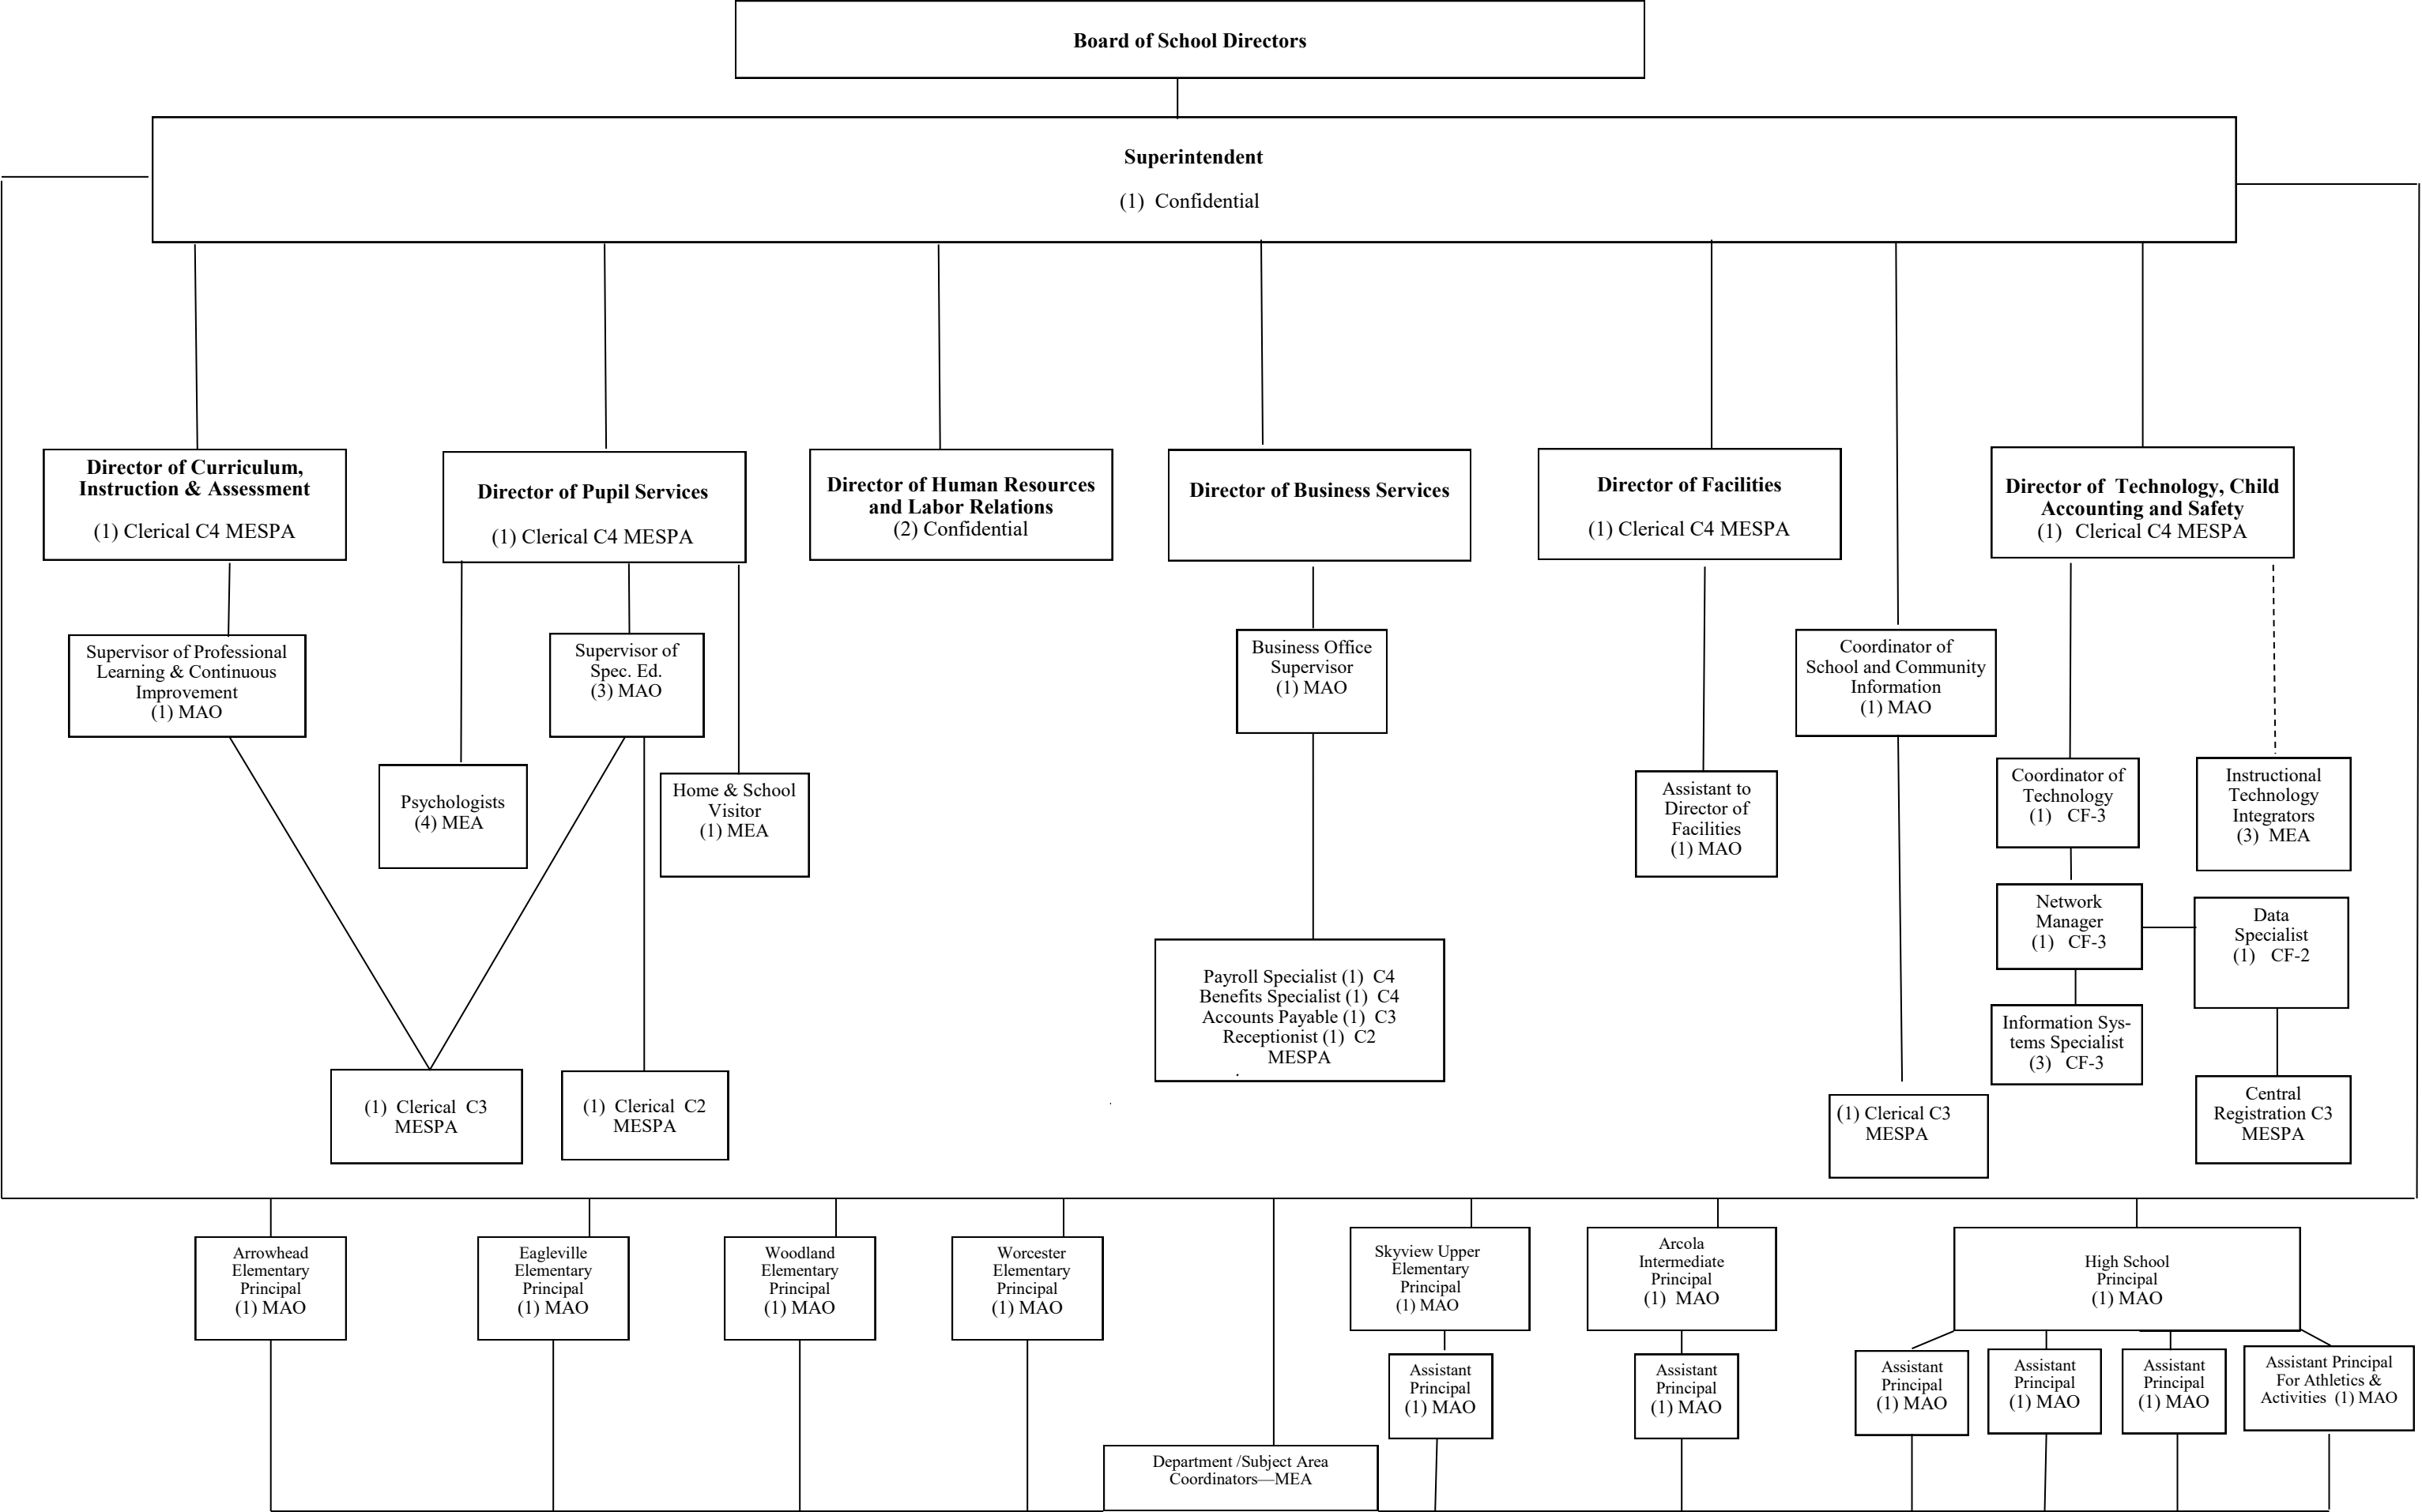 Board of School Directors
Superintendent
(1) Confidential
Director of Curriculum,
Instruction & Assessment
(1) Clerical C4 MESPA
Director of Pupil Services
(1) Clerical C4 MESPA
Director of Human Resources
and Labor Relations
(2) Confidential
Director of Business Services
Director of Facilities
(1) Clerical C4 MESPA
Director of Technology, Child
Accounting and Safety
(1) Clerical C4 MESPA
Supervisor of Professional
Learning & Continuous
Improvement
(1) MAO
Supervisor of
Spec. Ed.
(3) MAO
Business Office
Supervisor
(1) MAO
Coordinator of
School and Community
Information
(1) MAO
Psychologists
(4) MEA
Home & School
Visitor
(1) MEA
Assistant to
Director of
Facilities
(1) MAO
Coordinator of
Technology
(1) CF-3
Instructional
Technology
Integrators
(3) MEA
Network
Manager
(1) CF-3
Data
Specialist
(1) CF-2
Payroll Specialist (1) C4
Benefits Specialist (1) C4
Accounts Payable (1) C3
Receptionist (1) C2
MESPA
Information Sys-
tems Specialist
(3) CF-3
(1) Clerical C3
MESPA
(1) Clerical C2
MESPA
(1) Clerical C3
MESPA
Central
Registration C3
MESPA
Arrowhead
Elementary
Principal
(1) MAO
Eagleville
Elementary
Principal
(1) MAO
Woodland
Elementary
Principal
(1) MAO
Worcester
Elementary
Principal
(1) MAO
Skyview Upper
Elementary
Principal
(1) MAO
Arcola
Intermediate
Principal
(1) MAO
High School
Principal
(1) MAO
Assistant
Principal
(1) MAO
Assistant
Principal
(1) MAO
Assistant
Principal
(1) MAO
Assistant
Principal
(1) MAO
Assistant
Principal
(1) MAO
Assistant Principal
For Athletics &
Activities (1) MAO
Department /Subject Area
Coordinators—MEA